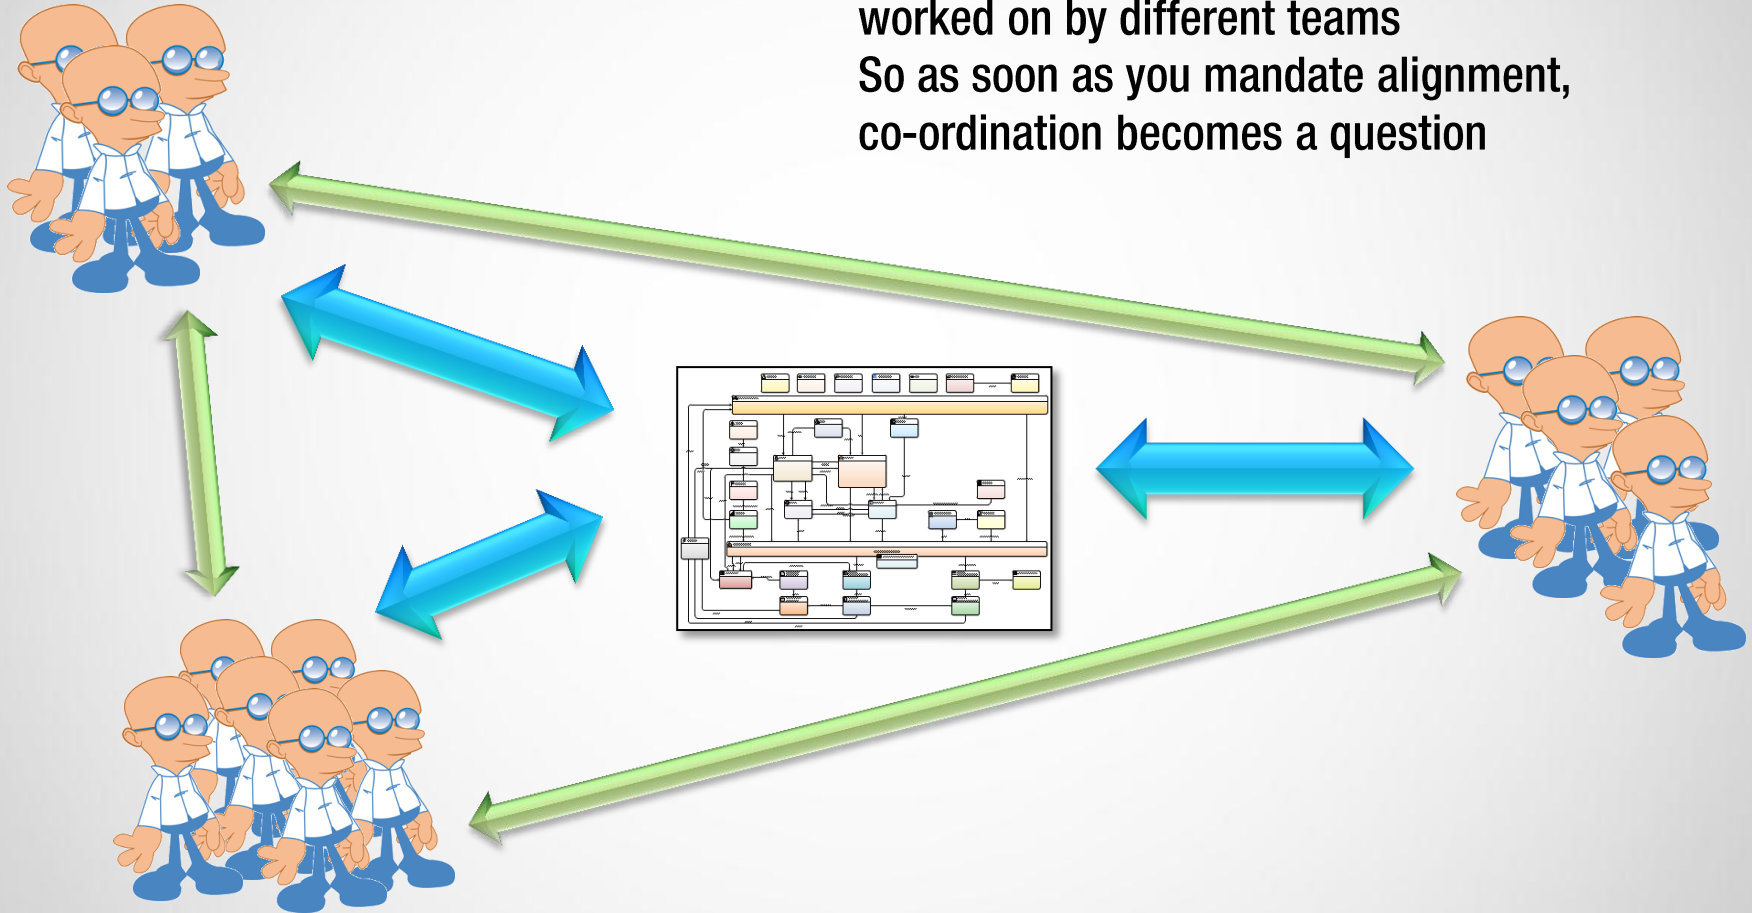 worked on by different teams
So as soon as you mandate alignment,
co-ordination becomes a question